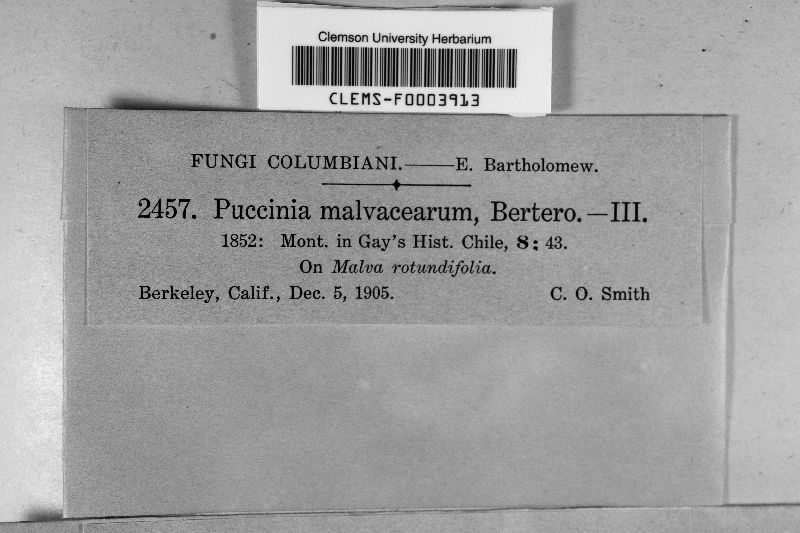 Clemson University Herbarium
CLEMS-F0003913
FUNGI COLUMBIANI.——E. Bartholomew.
2457. Puccinia malvacearum, Bertero.—III.
1852: Mont. in Gay's Hist. Chile, 8: 43.
On Malva rotundifolia.
Berkeley, Calif., Dec. 5, 1905. C. O. Smith